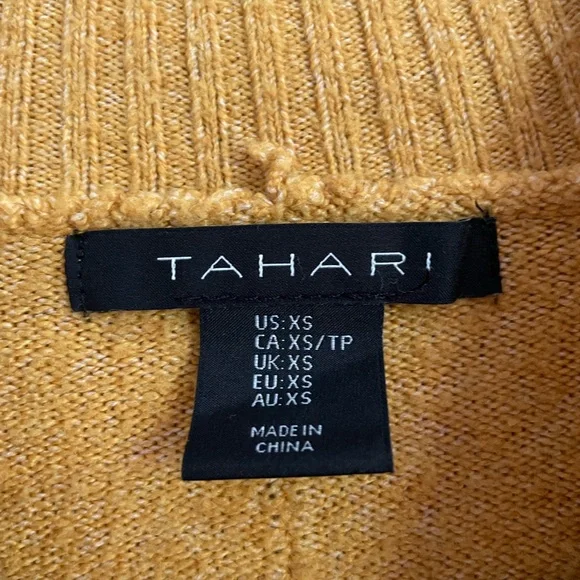 TAHARI
US: XS
CA: XS/TP
UK: XS
EU: XS
AU: XS
MADE IN
CHINA